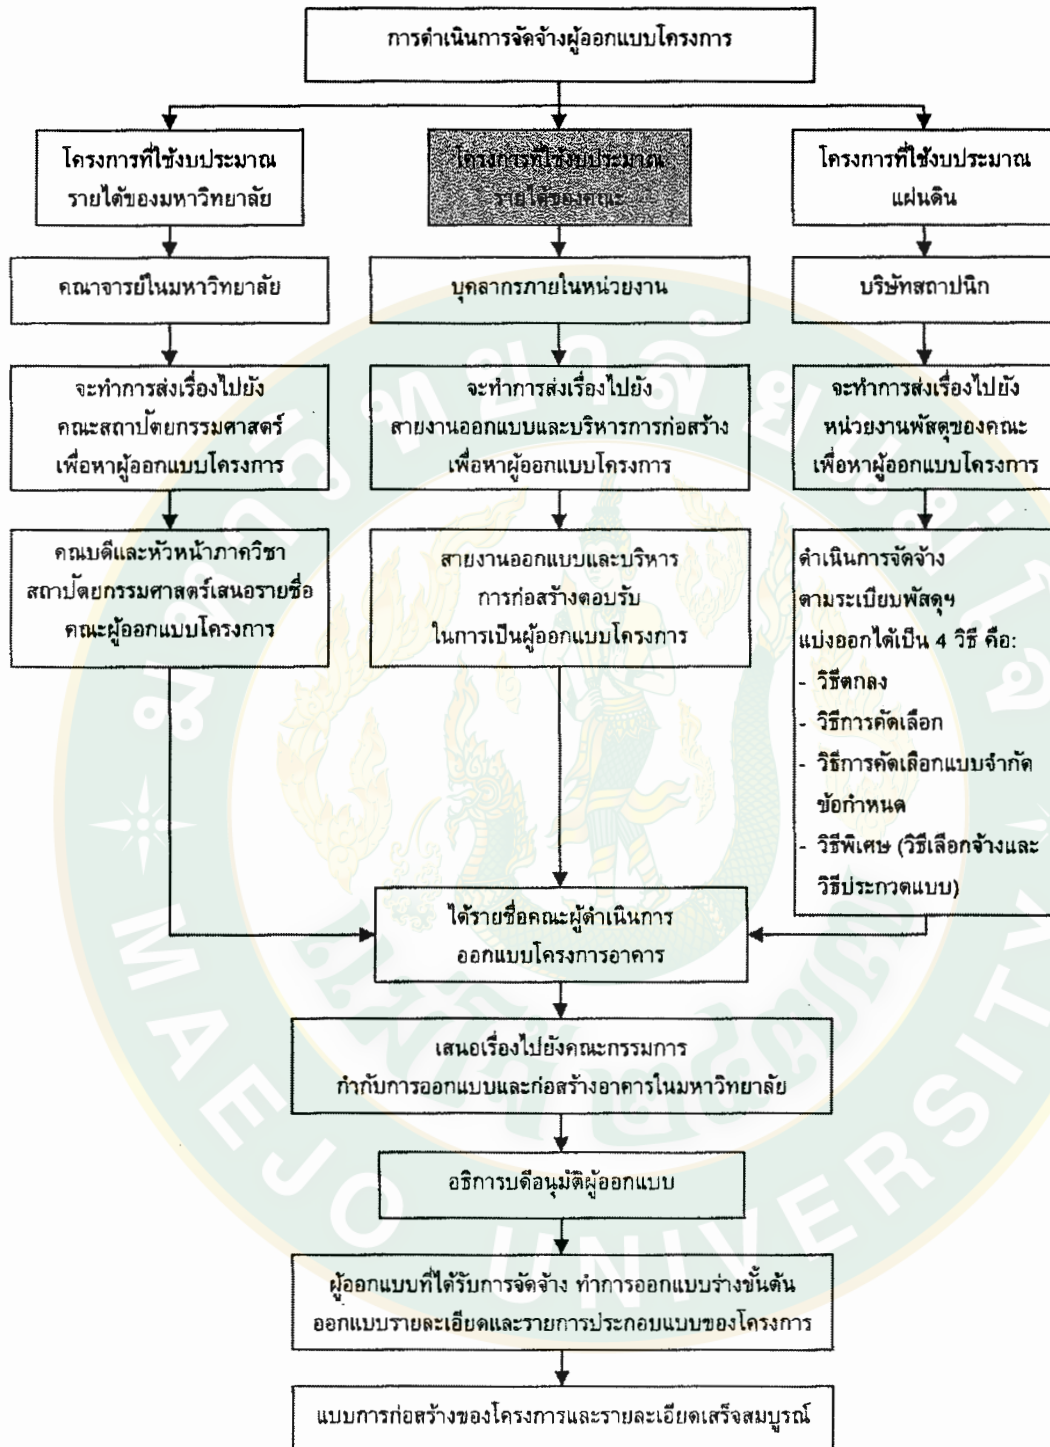 การดำเนินการจัดจ้างผู้ออกแบบโครงการ
โครงการที่ใช้งบประมาณ
รายได้ของมหาวิทยาลัย
โครงการที่ใช้งบประมาณ
รายได้ของคณะ
โครงการที่ใช้งบประมาณ
แผ่นดิน
คณาจารย์ในมหาวิทยาลัย
บุคลากรภายในหน่วยงาน
บริษัทสถาปนิก
จะทำการส่งเรื่องไปยัง
คณะสถาปัตยกรรมศาสตร์
เพื่อหาผู้ออกแบบโครงการ
จะทำการส่งเรื่องไปยัง
สายงานออกแบบและบริหารการก่อสร้าง
เพื่อหาผู้ออกแบบโครงการ
จะทำการส่งเรื่องไปยัง
หน่วยงานพัสดุของคณะ
เพื่อหาผู้ออกแบบโครงการ
คณบดีและหัวหน้าภาควิชา
สถาปัตยกรรมศาสตร์เสนอรายชื่อ
คณะผู้ออกแบบโครงการ
สายงานออกแบบและบริหาร
การก่อสร้างตอบรับ
ในการเป็นผู้ออกแบบโครงการ
ดำเนินการจัดจ้าง
ตามระเบียบพัสดุฯ
แบ่งออกได้เป็น 4 วิธี คือ:
- วิธีตกลง
- วิธีการคัดเลือก
- วิธีการคัดเลือกแบบจำกัด
ข้อกำหนด
- วิธีพิเศษ (วิธีเลือกจ้างและ
วิธีประกวดแบบ)
ได้รายชื่อคณะผู้ดำเนินการ
ออกแบบโครงการอาคาร
เสนอเรื่องไปยังคณะกรรมการ
กำกับการออกแบบและก่อสร้างอาคารในมหาวิทยาลัย
อธิการบดีอนุมัติผู้ออกแบบ
ผู้ออกแบบที่ได้รับการจัดจ้าง ทำการออกแบบร่างขั้นต้น
ออกแบบรายละเอียดและรายการประกอบแบบของโครงการ
แบบการก่อสร้างของโครงการและรายละเอียดเสร็จสมบูรณ์
มหาวิทยาลัยแม่โจ้
MAEJO UNIVERSITY